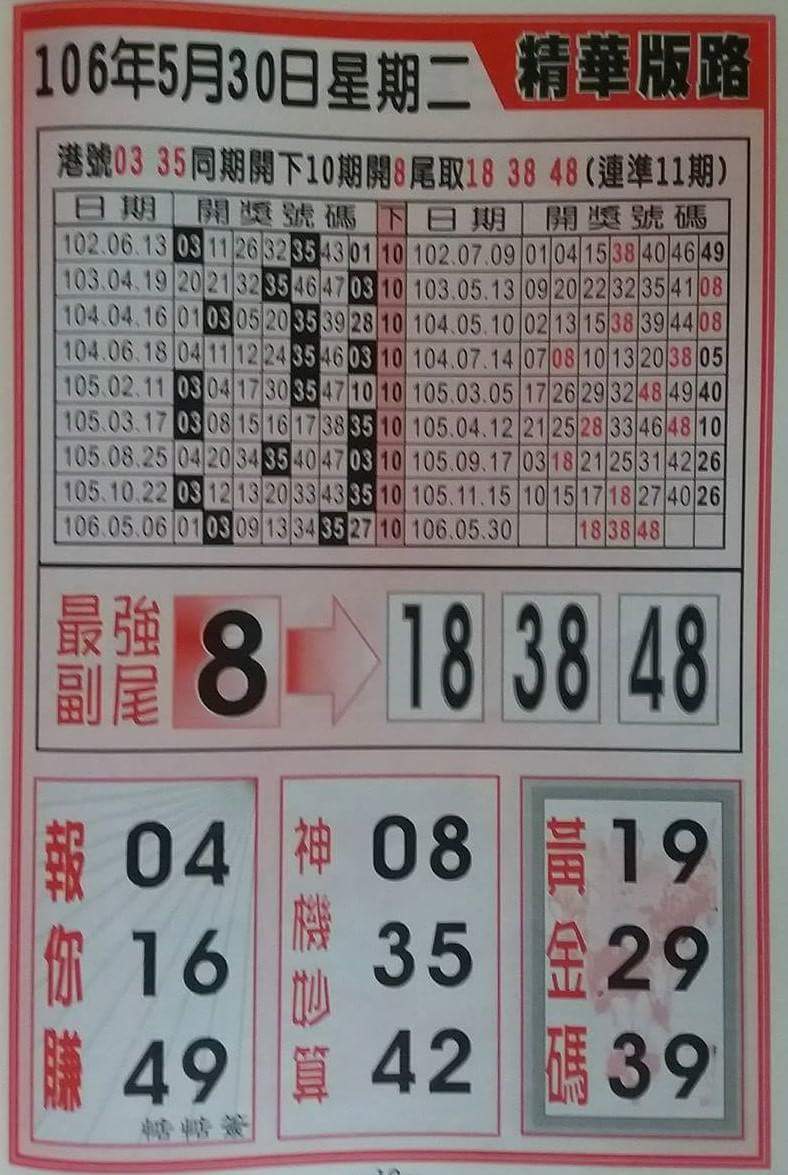 106年5月30日星期二 精華版路
港號03 35同期開下10期開8尾取18 38 48(連準11期)
日期 開獎號碼 下 日期 開獎號碼
102.06.13 03 11 26 32 35 43 01 10 102.07.09 01 04 15 38 40 46 49
103.04.19 20 21 32 35 46 47 03 10 103.05.13 09 20 22 32 35 41 08
104.04.16 01 03 05 20 35 39 28 10 104.05.10 02 13 15 38 39 44 08
104.06.18 04 11 12 24 35 46 03 10 104.07.14 07 08 10 13 20 38 05
105.02.11 03 04 17 30 35 47 10 10 105.03.05 17 26 29 32 48 49 40
105.03.17 03 08 15 16 17 38 35 10 105.04.12 21 25 28 33 46 48 10
105.08.25 04 20 34 35 40 47 03 10 105.09.17 03 18 21 25 31 42 26
105.10.22 03 12 13 20 33 43 35 10 105.11.15 10 15 17 18 27 40 26
106.05.06 01 03 09 13 34 35 27 10 106.05.30 18 38 48
最強
副尾
8 18 38 48
報你賺
04
16
49
神機妙算
08
35
42
黃金碼
19
29
39